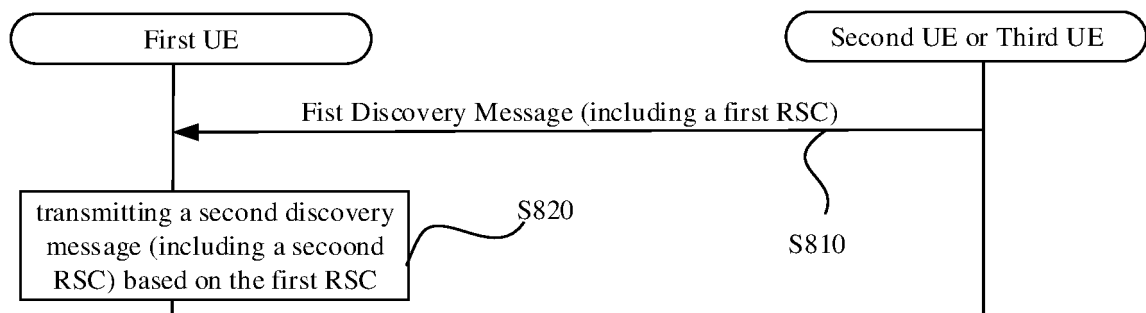 First UE
Second UE or Third UE
Fist Discovery Message (including a first RSC)
transmitting a second discovery
message (including a secoond
RSC) based on the first RSC
S820
S810